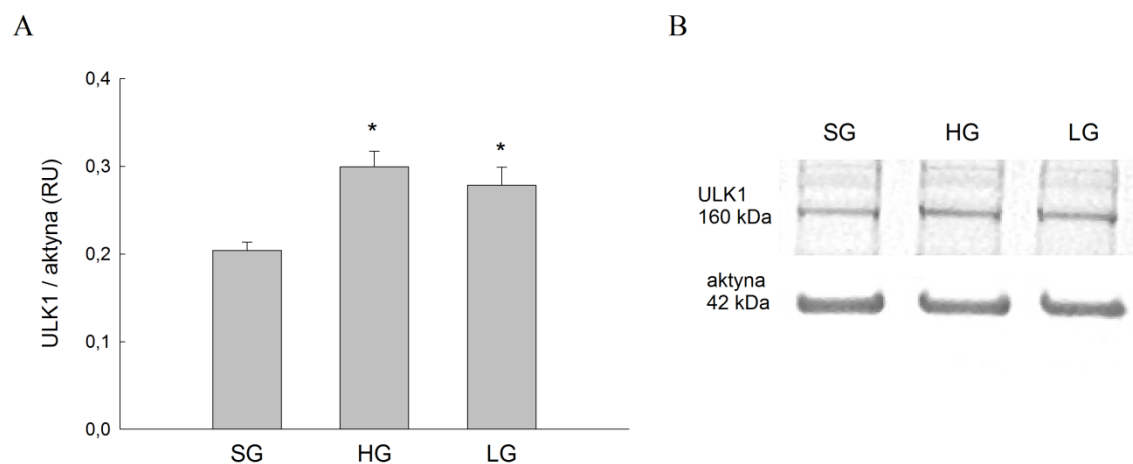 A
B
ULK1 / aktyna (RU)
0,4
0,3
0,2
0,1
0,0
*
*
SG
HG
LG
SG
HG
LG
ULK1
160 kDa
aktyna
42 kDa